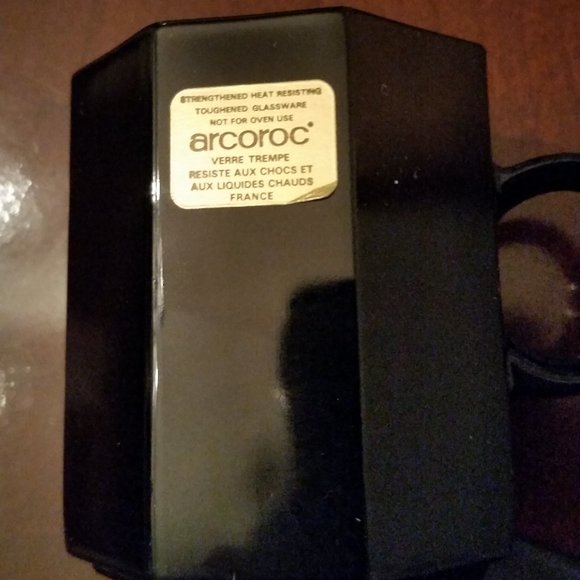 STRENGTHENED HEAT RESISTING
TOUGHENED GLASSWARE
NOT FOR OVEN USE
arcoroc®
VERRE TREMPE
RESISTE AUX CHOCS ET
AUX LIQUIDES CHAUDS
FRANCE